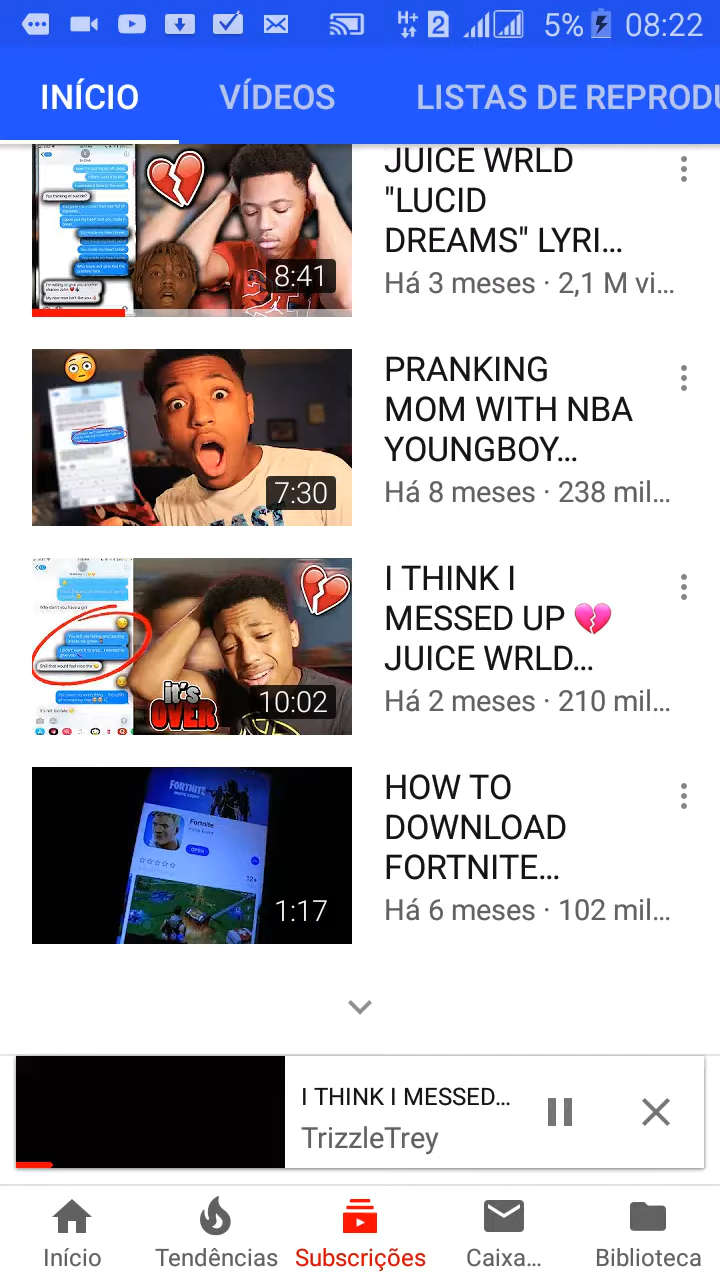 2
5%
08:22
INÍCIO
VÍDEOS
LISTAS DE REPRODU
JUICE WRLD
"LUCID
DREAMS" LYRI...
Há 3 meses · 2,1 M vi...
8:41
PRANKING
MOM WITH NBA
YOUNGBOY...
Há 8 meses · 238 mil...
7:30
I THINK I
MESSED UP 💔
JUICE WRLD...
Há 2 meses · 210 mil...
it's
OVER
10:02
HOW TO
DOWNLOAD
FORTNITE...
Há 6 meses · 102 mil...
FORTNITE
Fortnite
OPEN
12+
1:17
I THINK I MESSED...
TrizzleTrey
Início
Tendências
Subscrições
Caixa...
Biblioteca